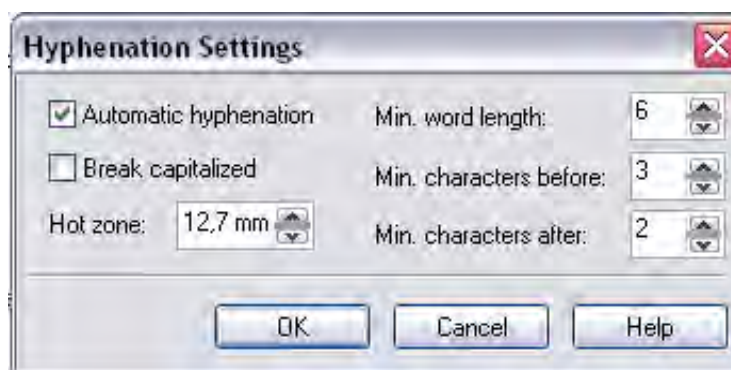 Hyphenation Settings
Automatic hyphenation
Min. word length: 6
Break capitalized
Min. characters before: 3
Hot zone: 12,7 mm
Min. characters after: 2
OK Cancel Help